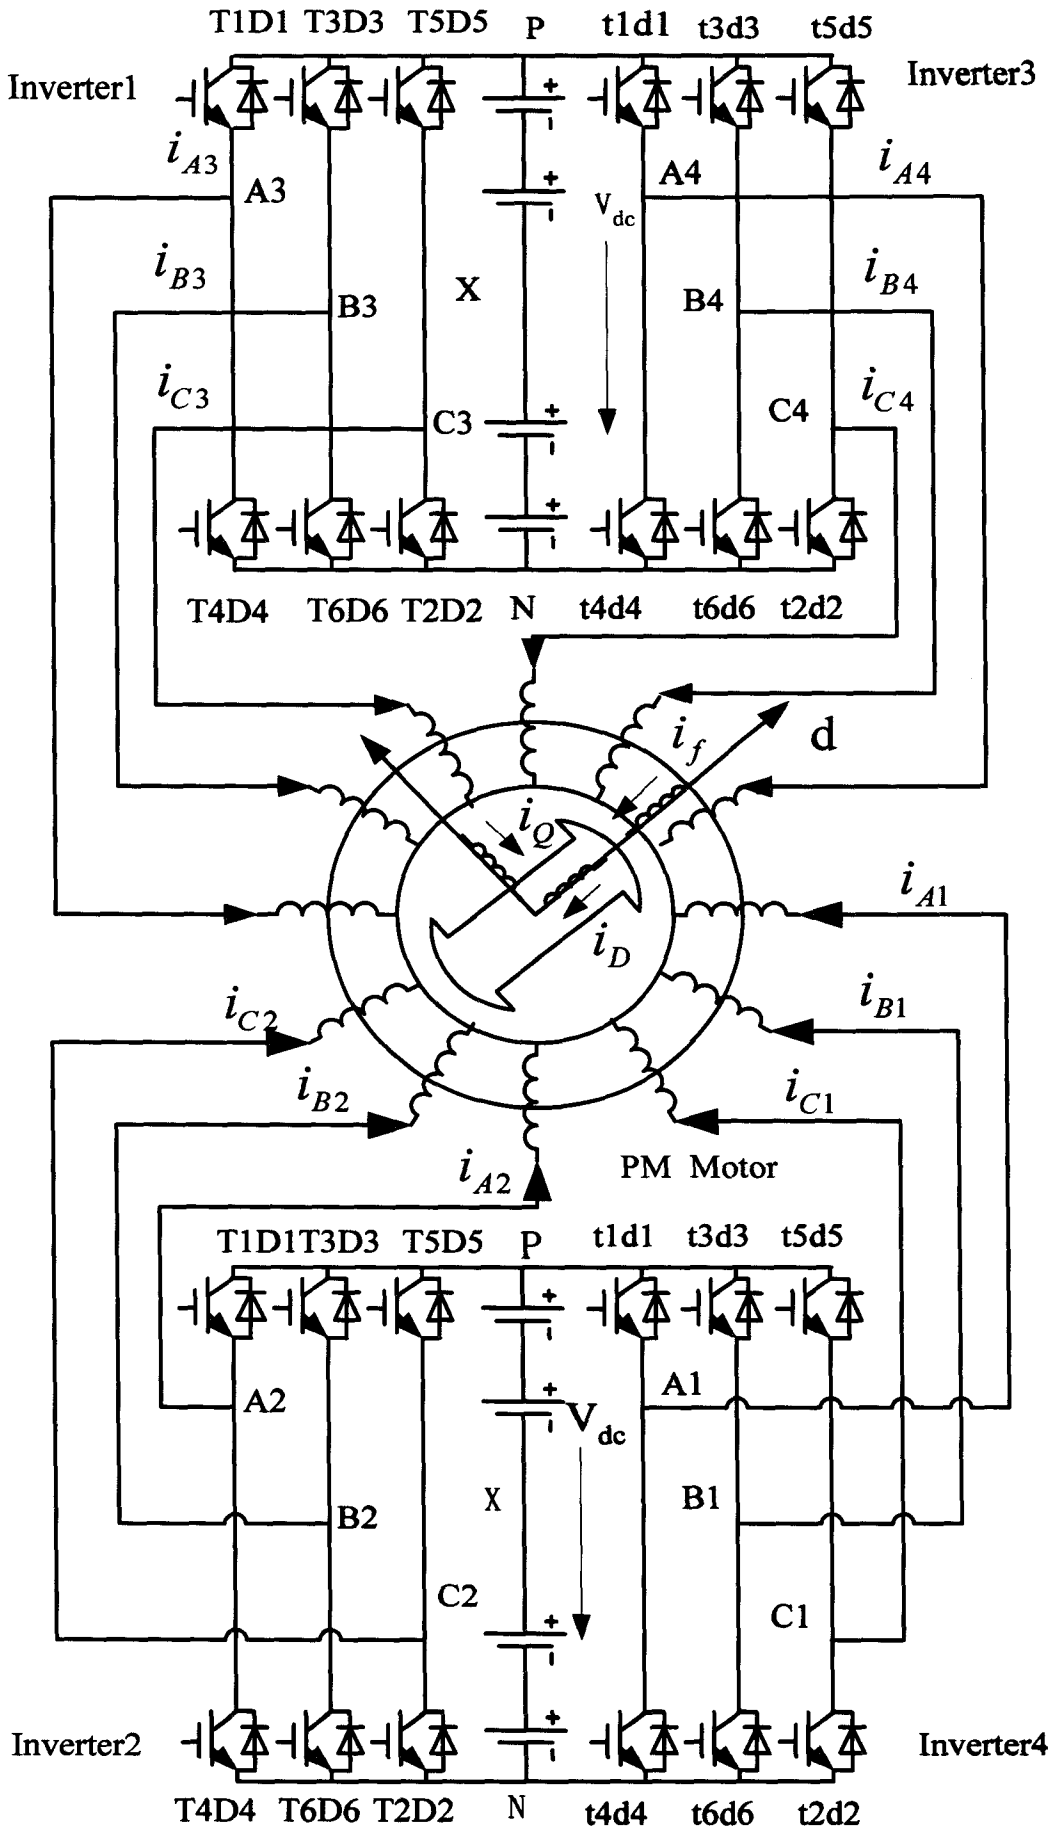 T1D1 T3D3 T5D5 P t1d1 t3d3 t5d5
Inverter1 Inverter3
+
i_A3 i_A4
A3 + V_dc A4
i_B3 i_B4
B3 X B4
i_C3 i_C4
C3 + C4
+
T4D4 T6D6 T2D2 N t4d4 t6d6 t2d2
i_f d
i_Q
i_A1
i_D
i_C2 i_B1
i_B2 i_C1
i_A2 PM Motor
T1D1 T3D3 T5D5 P t1d1 t3d3 t5d5
+
A2 + V_dc A1
B2 X B1
C2 C1
+
+
Inverter2 Inverter4
T4D4 T6D6 T2D2 N t4d4 t6d6 t2d2